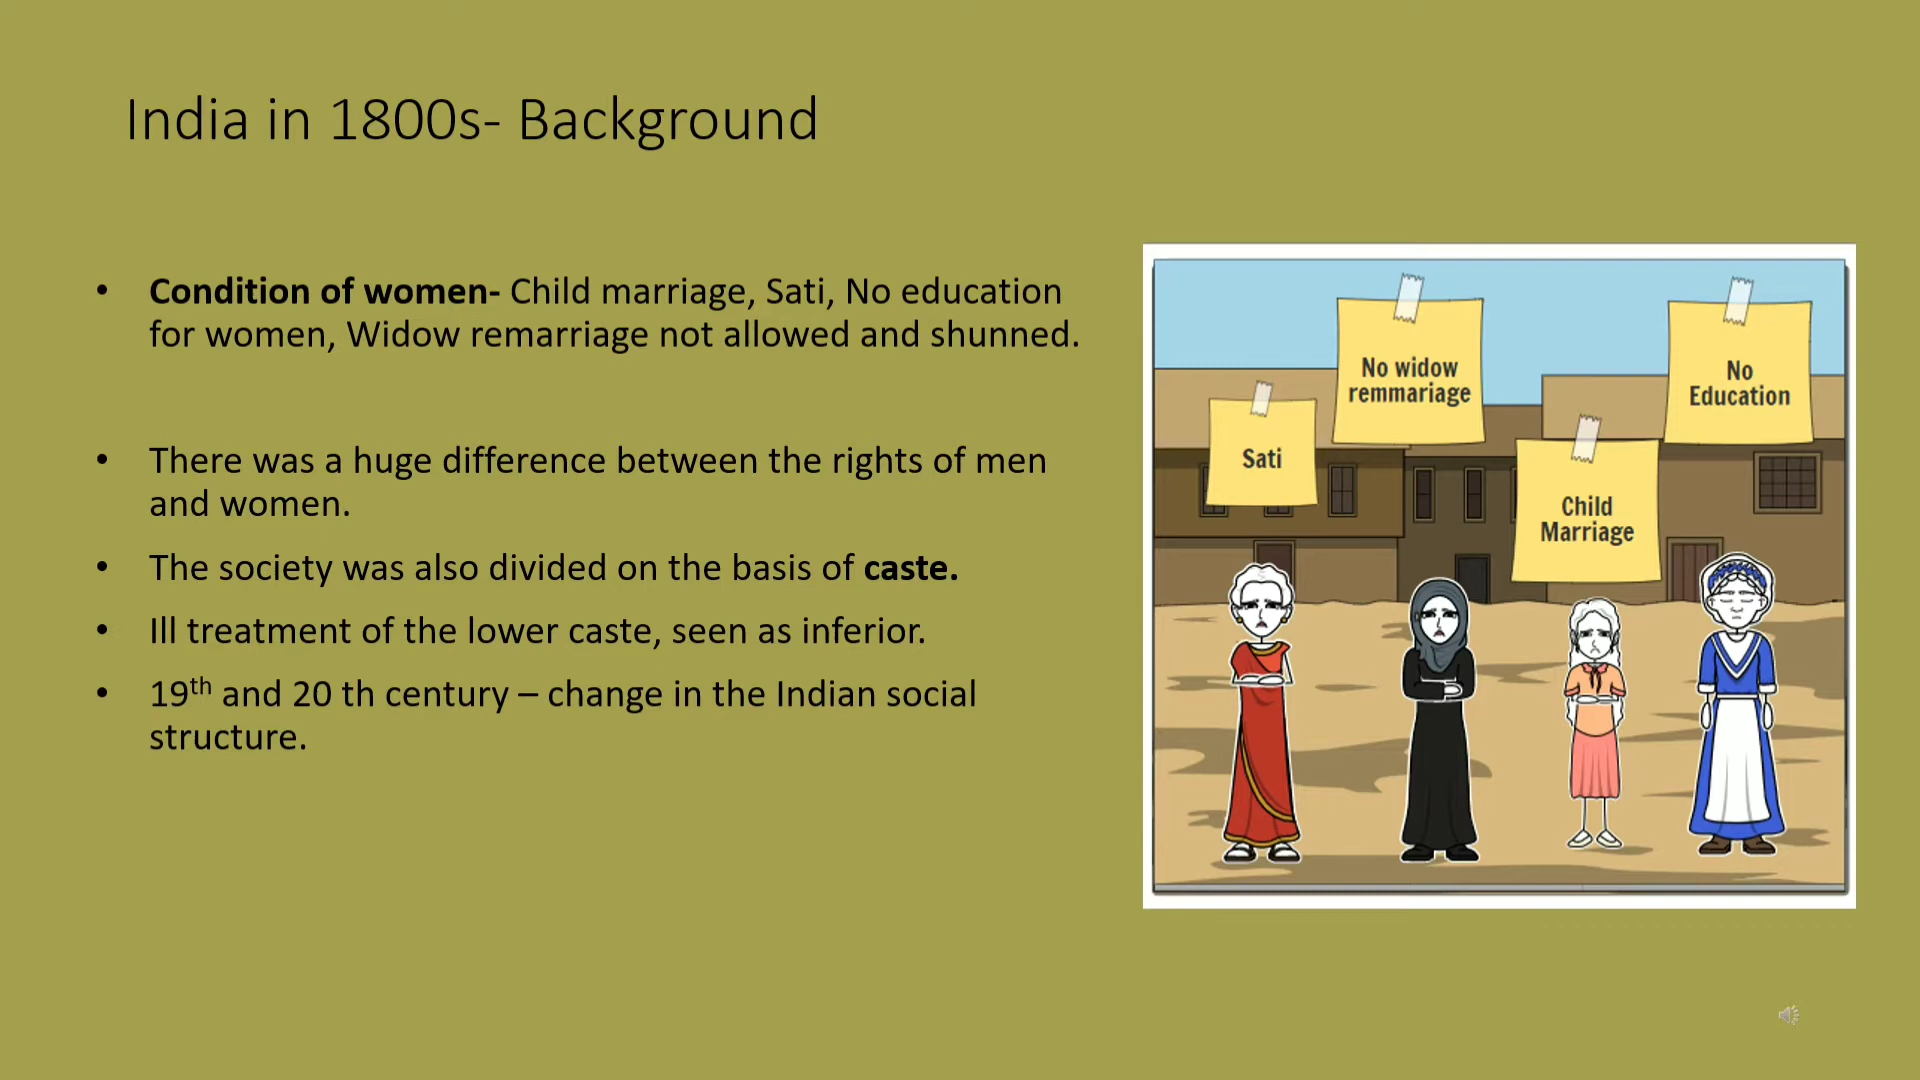 India in 1800s- Background
• Condition of women- Child marriage, Sati, No education
for women, Widow remarriage not allowed and shunned.
• There was a huge difference between the rights of men
and women.
• The society was also divided on the basis of caste.
• Ill treatment of the lower caste, seen as inferior.
• 19th and 20 th century – change in the Indian social
structure.
Sati
No widow
remmariage
Child
Marriage
No
Education